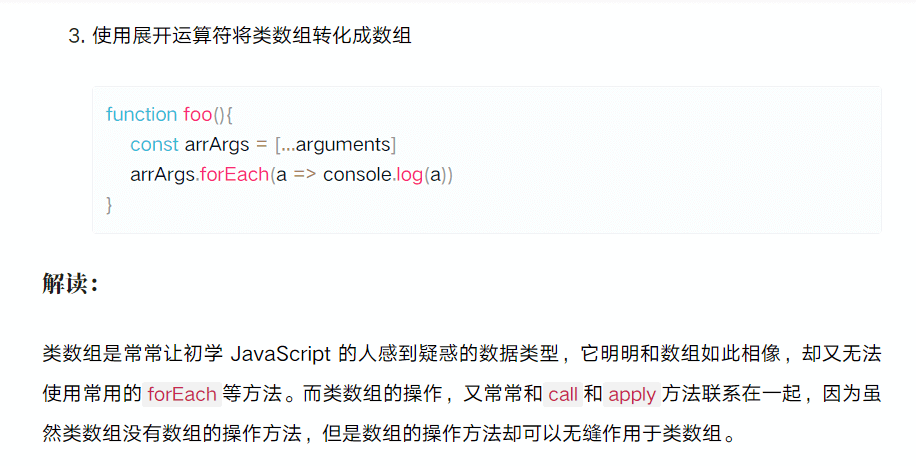 3. 使用展开运算符将类数组转化成数组
function foo(){
const arrArgs = [...arguments]
arrArgs.forEach(a => console.log(a))
}
解读：
类数组是常常让初学 JavaScript 的人感到疑惑的数据类型，它明明和数组如此相像，却又无法
使用常用的 forEach 等方法。而类数组的操作，又常常和 call 和 apply 方法联系在一起，因为虽
然类数组没有数组的操作方法，但是数组的操作方法却可以无缝作用于类数组。